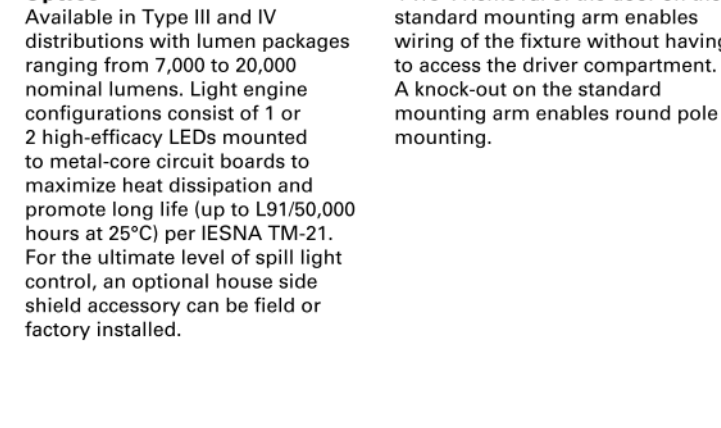 Available in Type III and IV
distributions with lumen packages
ranging from 7,000 to 20,000
nominal lumens. Light engine
configurations consist of 1 or
2 high-efficacy LEDs mounted
to metal-core circuit boards to
maximize heat dissipation and
promote long life (up to L91/50,000
hours at 25°C) per IESNA TM-21.
For the ultimate level of spill light
control, an optional house side
shield accessory can be field or
factory installed.
standard mounting arm enables
wiring of the fixture without having
to access the driver compartment.
A knock-out on the standard
mounting arm enables round pole
mounting.